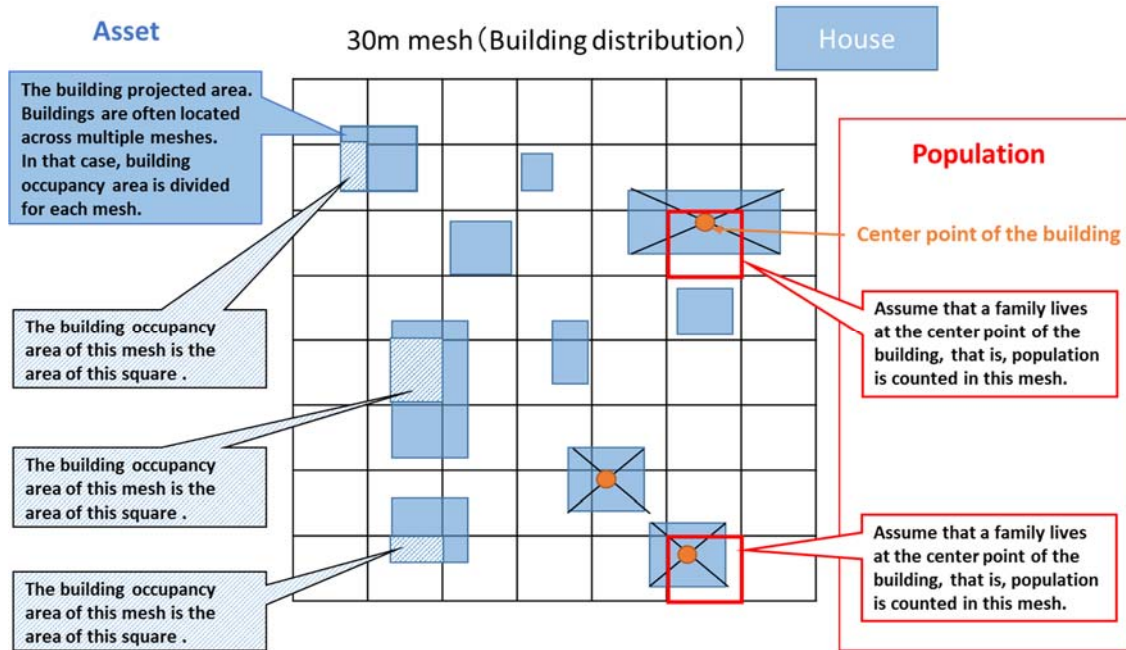 Asset
30m mesh（Building distribution）
House
The building projected area.
Buildings are often located
across multiple meshes.
In that case, building
occupancy area is divided
for each mesh.
Population
Center point of the building
The building occupancy
area of this mesh is the
area of this square .
Assume that a family lives
at the center point of the
building, that is, population
is counted in this mesh.
The building occupancy
area of this mesh is the
area of this square .
The building occupancy
area of this mesh is the
area of this square .
Assume that a family lives
at the center point of the
building, that is, population
is counted in this mesh.